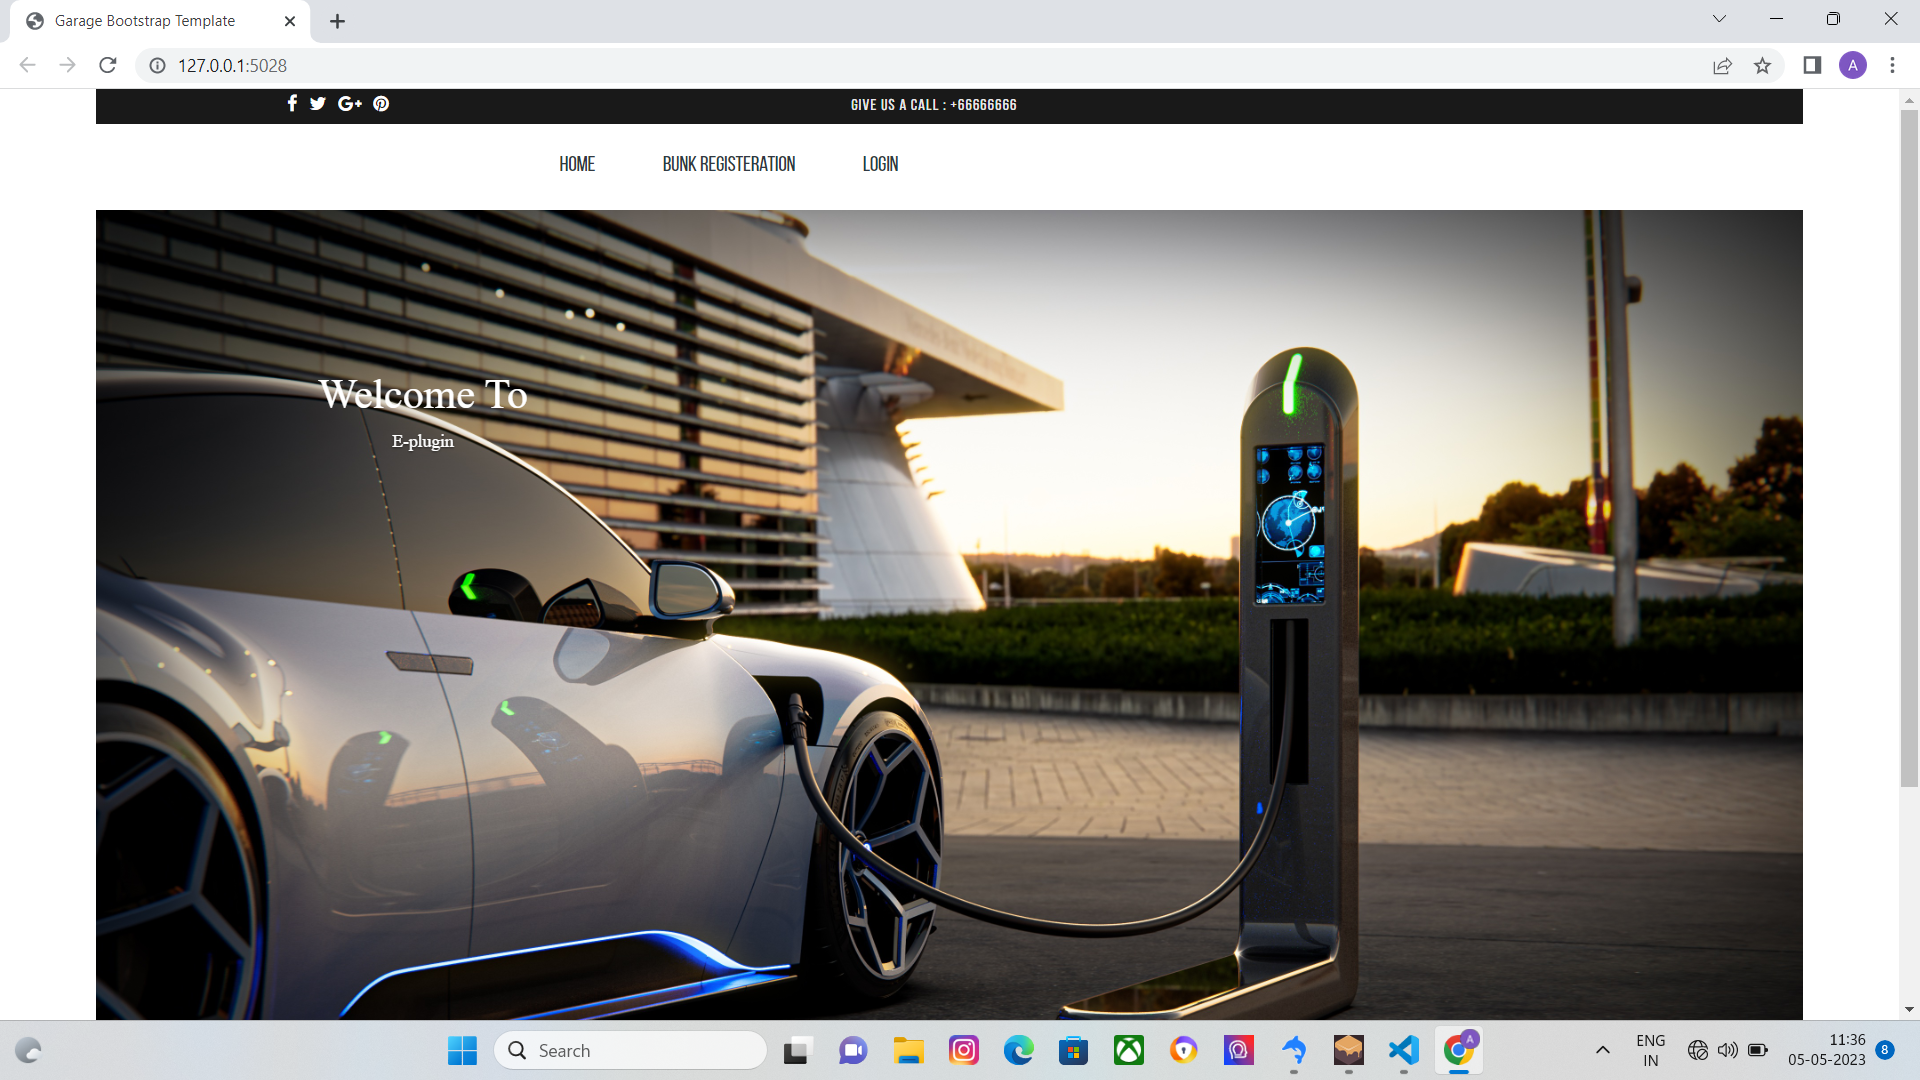 Garage Bootstrap Template
127.0.0.1:5028
A
G+
GIVE US A CALL : +66666666
HOME
BUNK REGISTERATION
LOGIN
Welcome To
E-plugin
Search
A
ENG
IN
11:36
05-05-2023
8